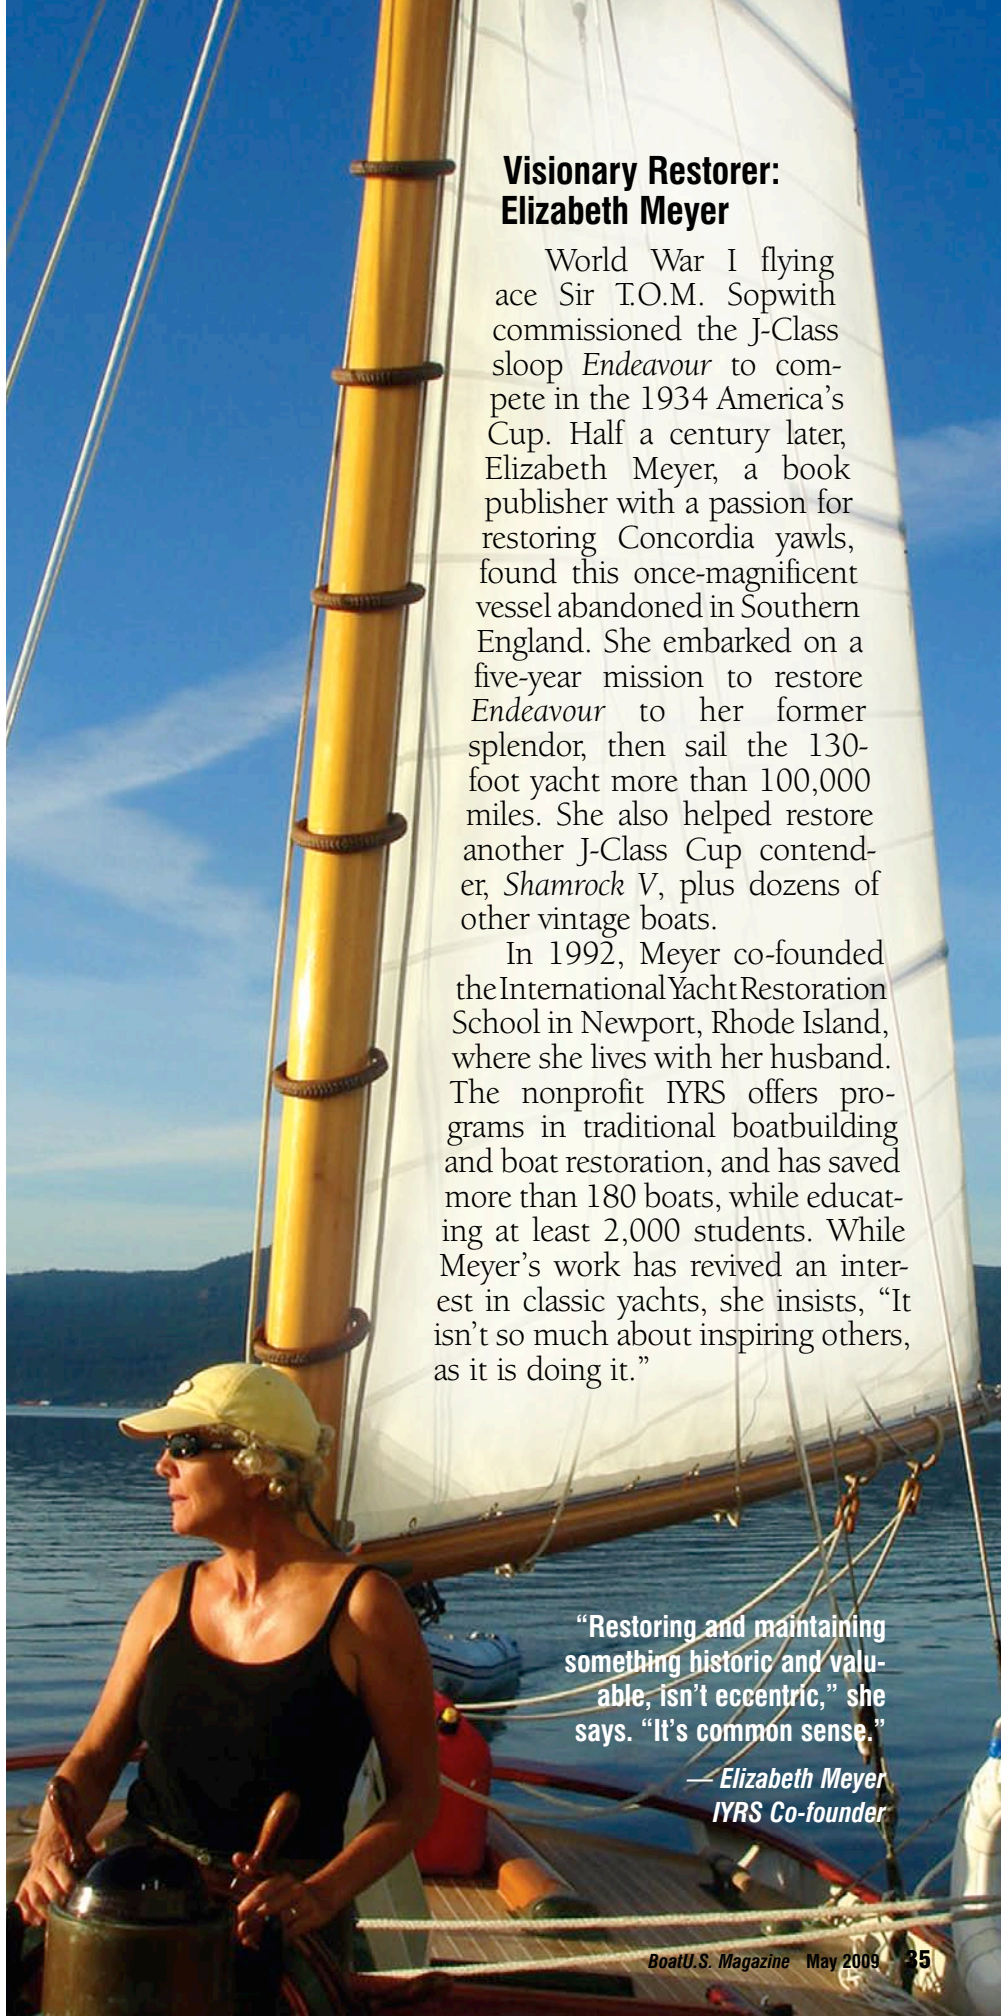 Visionary Restorer:
Elizabeth Meyer
World War I flying
ace Sir T.O.M. Sopwith
commissioned the J-Class
sloop Endeavour to com-
pete in the 1934 America's
Cup. Half a century later,
Elizabeth Meyer, a book
publisher with a passion for
restoring Concordia yawls,
found this once-magnificent
vessel abandoned in Southern
England. She embarked on a
five-year mission to restore
Endeavour to her former
splendor, then sail the 130-
foot yacht more than 100,000
miles. She also helped restore
another J-Class Cup contend-
er, Shamrock V, plus dozens of
other vintage boats.
In 1992, Meyer co-founded
the International Yacht Restoration
School in Newport, Rhode Island,
where she lives with her husband.
The nonprofit IYRS offers pro-
grams in traditional boatbuilding
and boat restoration, and has saved
more than 180 boats, while educat-
ing at least 2,000 students. While
Meyer's work has revived an inter-
est in classic yachts, she insists, “It
isn't so much about inspiring others,
as it is doing it.”
“Restoring and maintaining
something historic and valu-
able, isn't eccentric,” she
says. “It's common sense.”
— Elizabeth Meyer
IYRS Co-founder
BoatU.S. Magazine May 2009 35